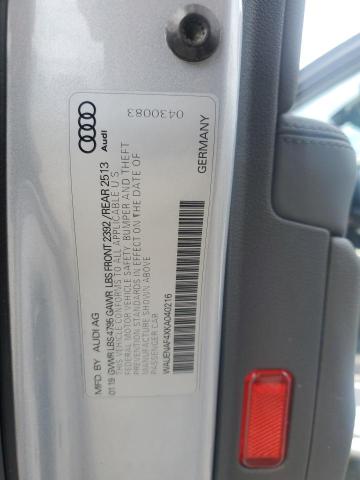 Audi
0430083
GERMANY
MFD. BY AUDI AG
01.19 GVWR LBS 4795 GAWR LBS FRONT 2392 /REAR 2513
THIS VEHICLE CONFORMS TO ALL APPLICABLE U S
FEDERAL MOTOR VEHICLE SAFETY, BUMPER AND THEFT
PREVENTION STANDARDS IN EFFECT ON THE DATE OF
MANUFACTURE SHOWN ABOVE
PASSENGER CAR
WAUENAF4XKA040216